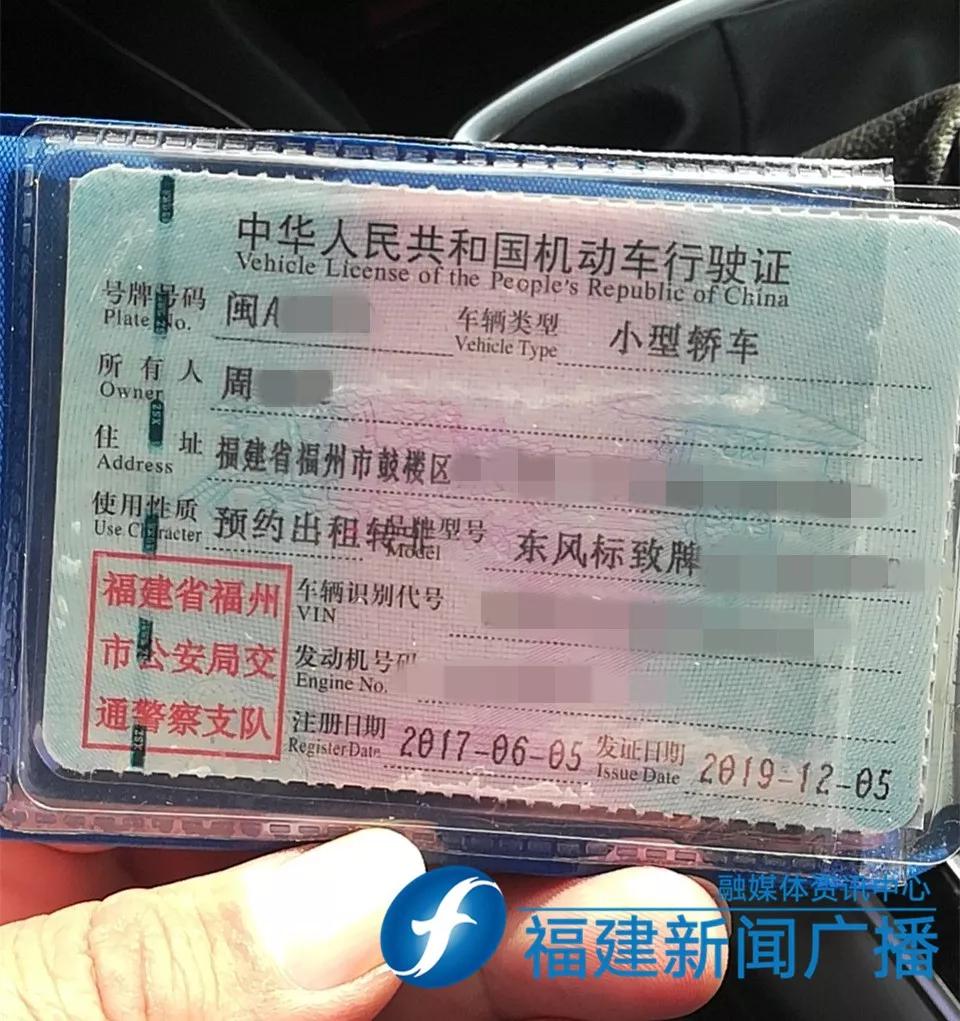 中华人民共和国机动车行驶证
Vehicle License of the People's Republic of China
号牌号码 闽A 车辆类型 小型轿车
Plate No. Vehicle Type
所有人 周
Owner
住址 福建省福州市鼓楼区
Address
使用性质 预约出租转非 品牌型号 东风标致牌
Use Character Model
福建省福州
市公安局交
通警察支队
车辆识别代号
VIN
发动机号码
Engine No.
注册日期 2017-06-05 发证日期 2019-12-05
Register Date Issue Date
融媒体资讯中心
福建新闻广播